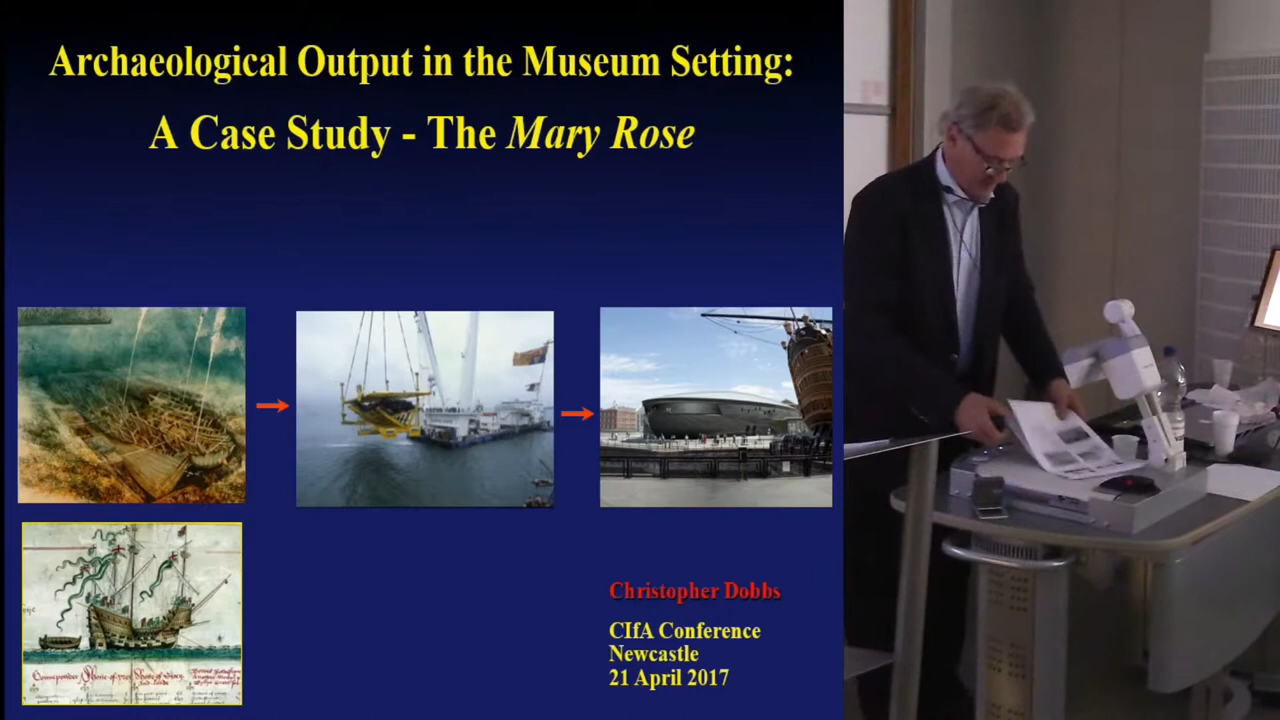 Archaeological Output in the Museum Setting:
A Case Study - The Mary Rose
Christopher Dobbs
CIfA Conference
Newcastle
21 April 2017